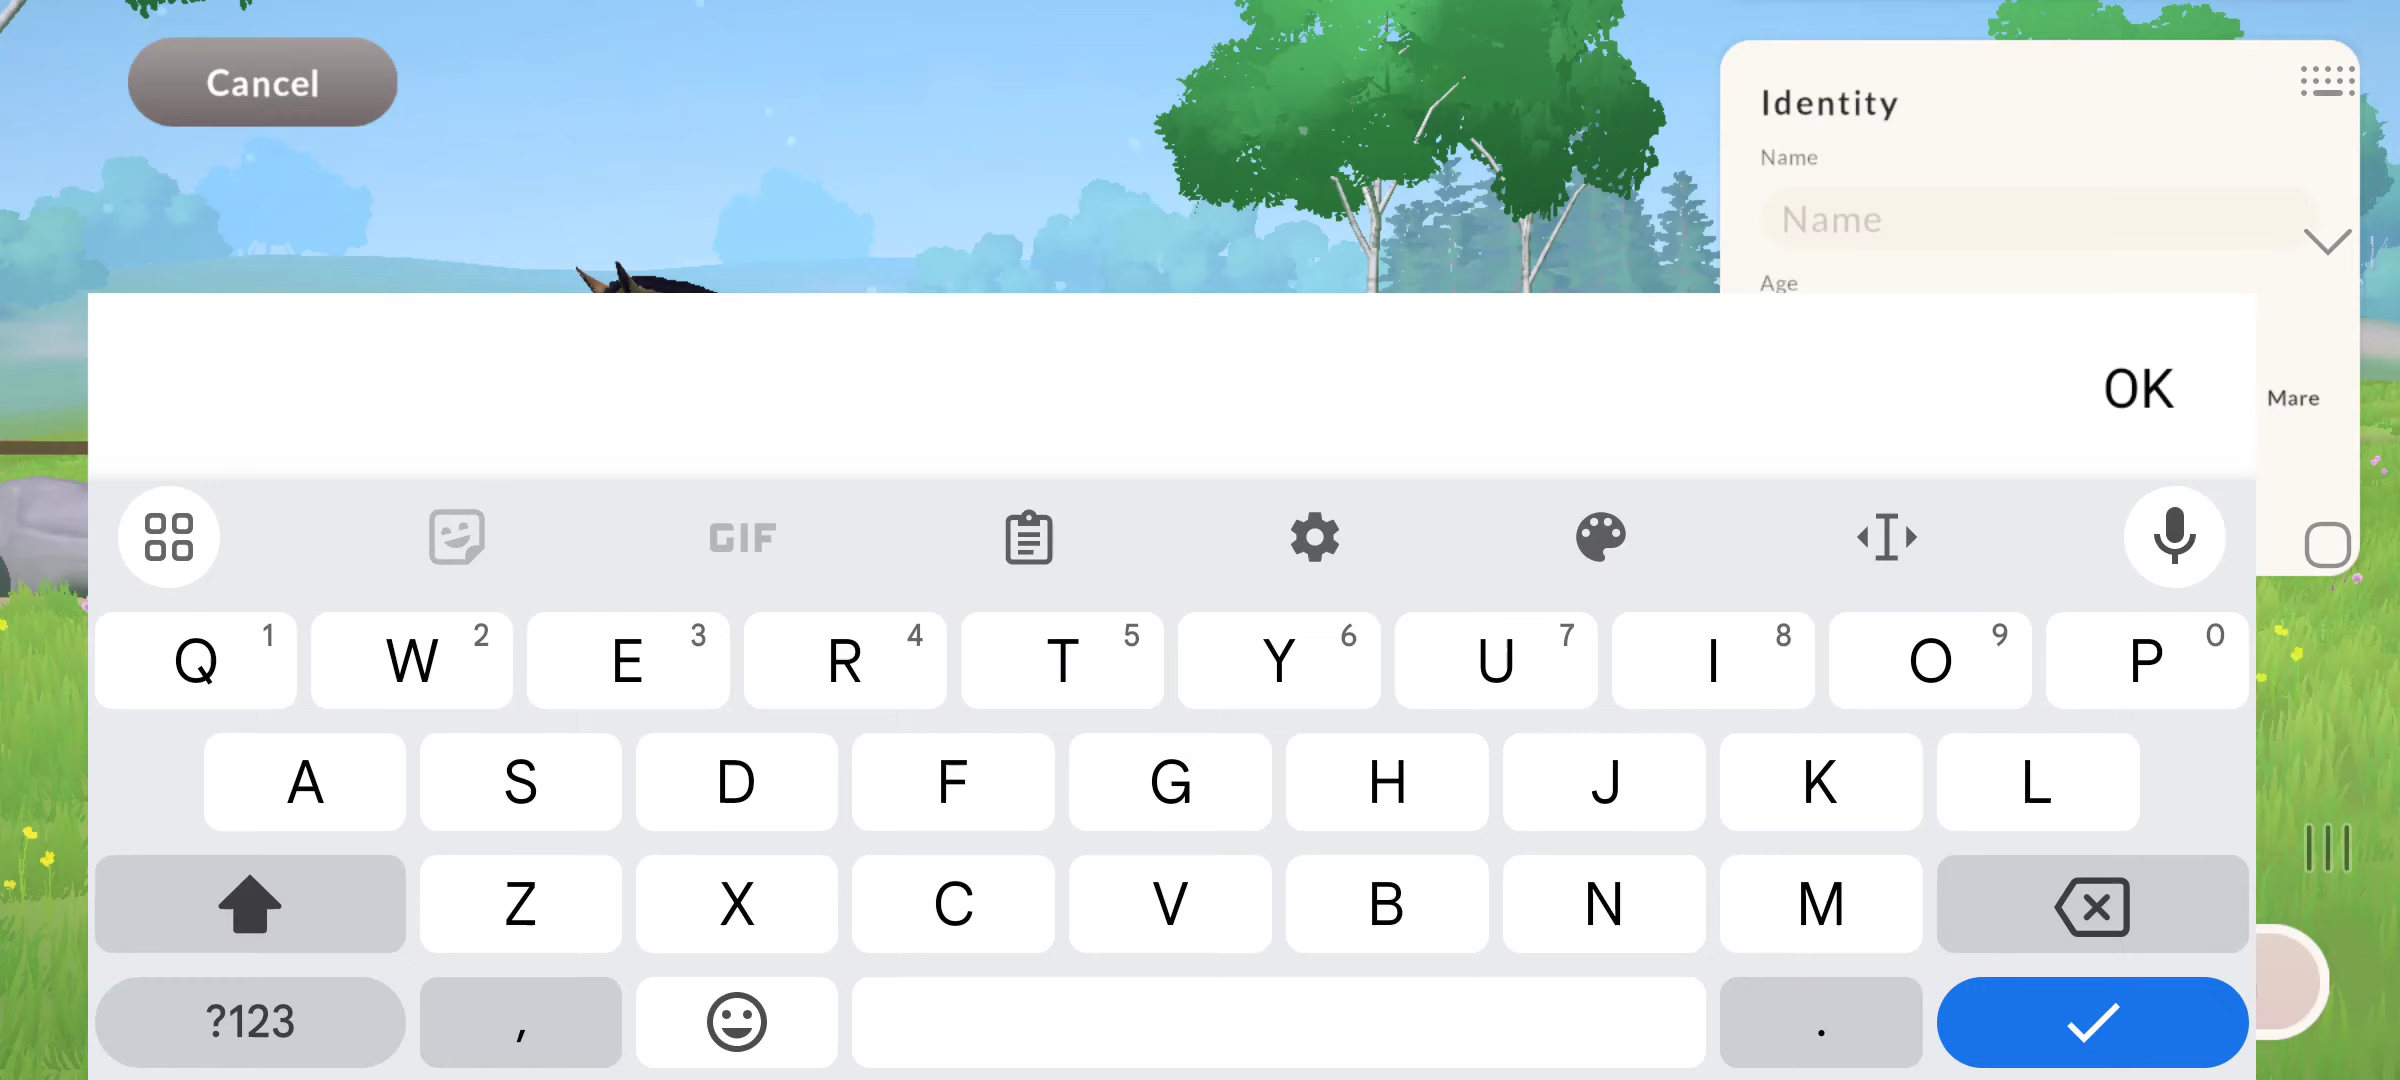 Cancel
Identity
Name
Name
Age
OK
Mare
GIF
Q 1 W 2 E 3 R 4 T 5 Y 6 U 7 I 8 O 9 P 0
A S D F G H J K L
Z X C V B N M
?123 , .